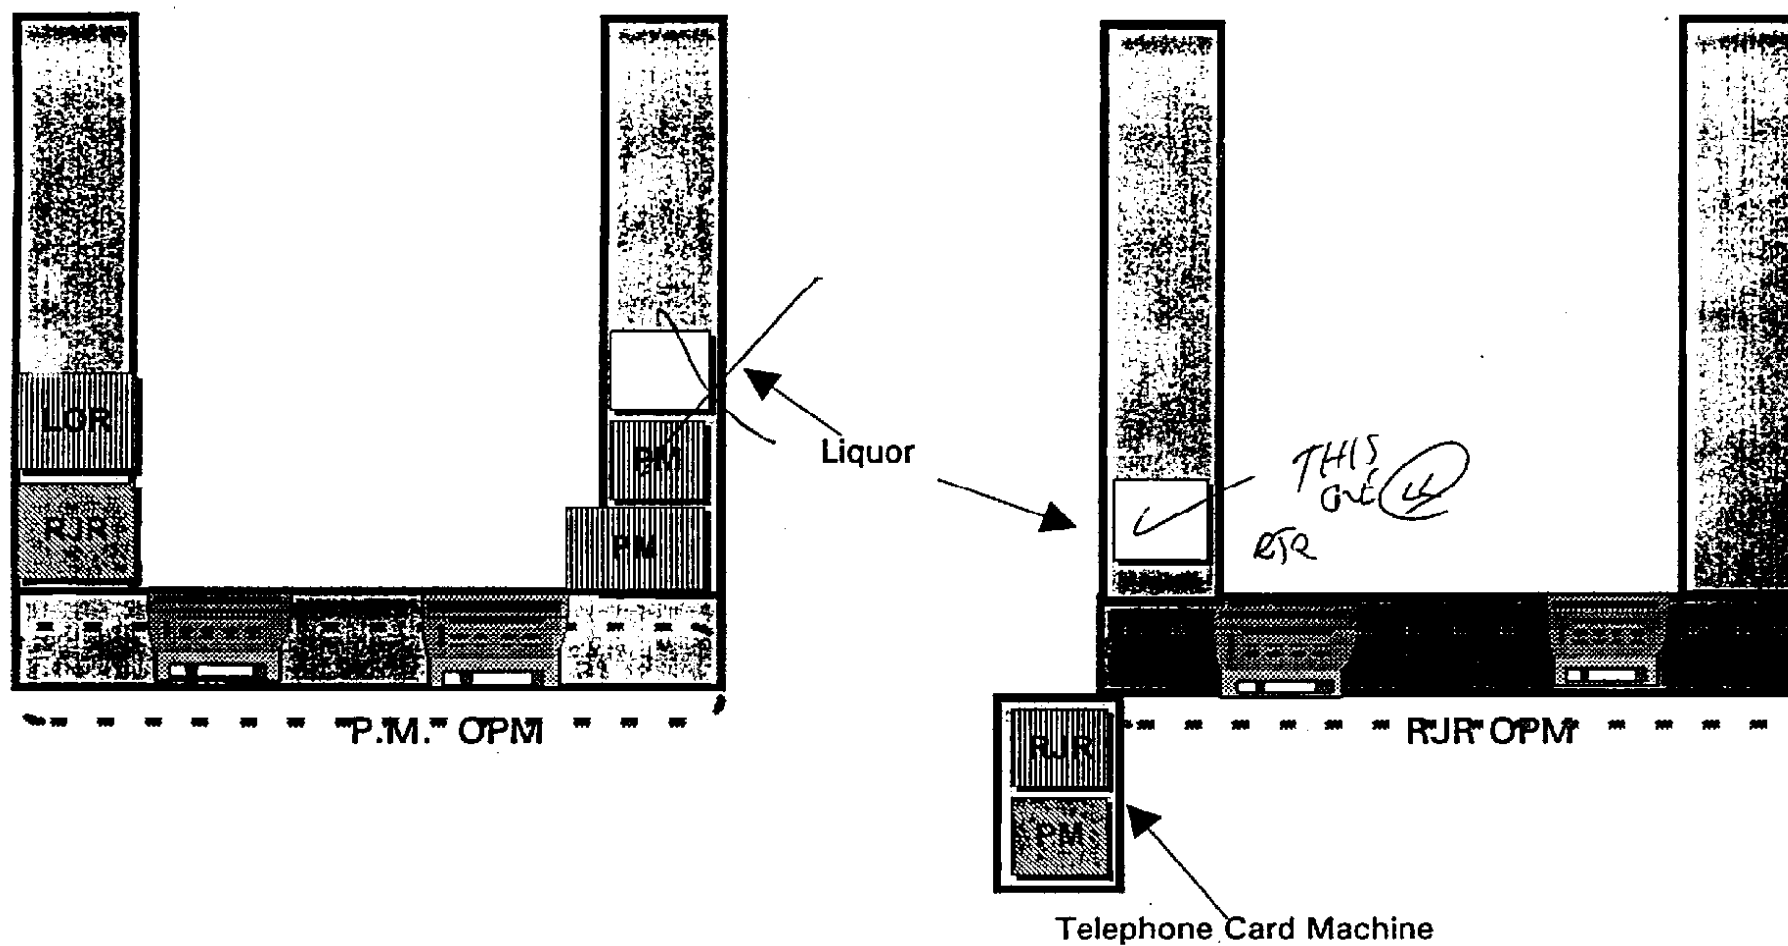 LOR
RJR
PM
PM
Liquor
THIS
ONE
RJR
P.M. OPM
RJR OPM
RJR
PM
Telephone Card Machine